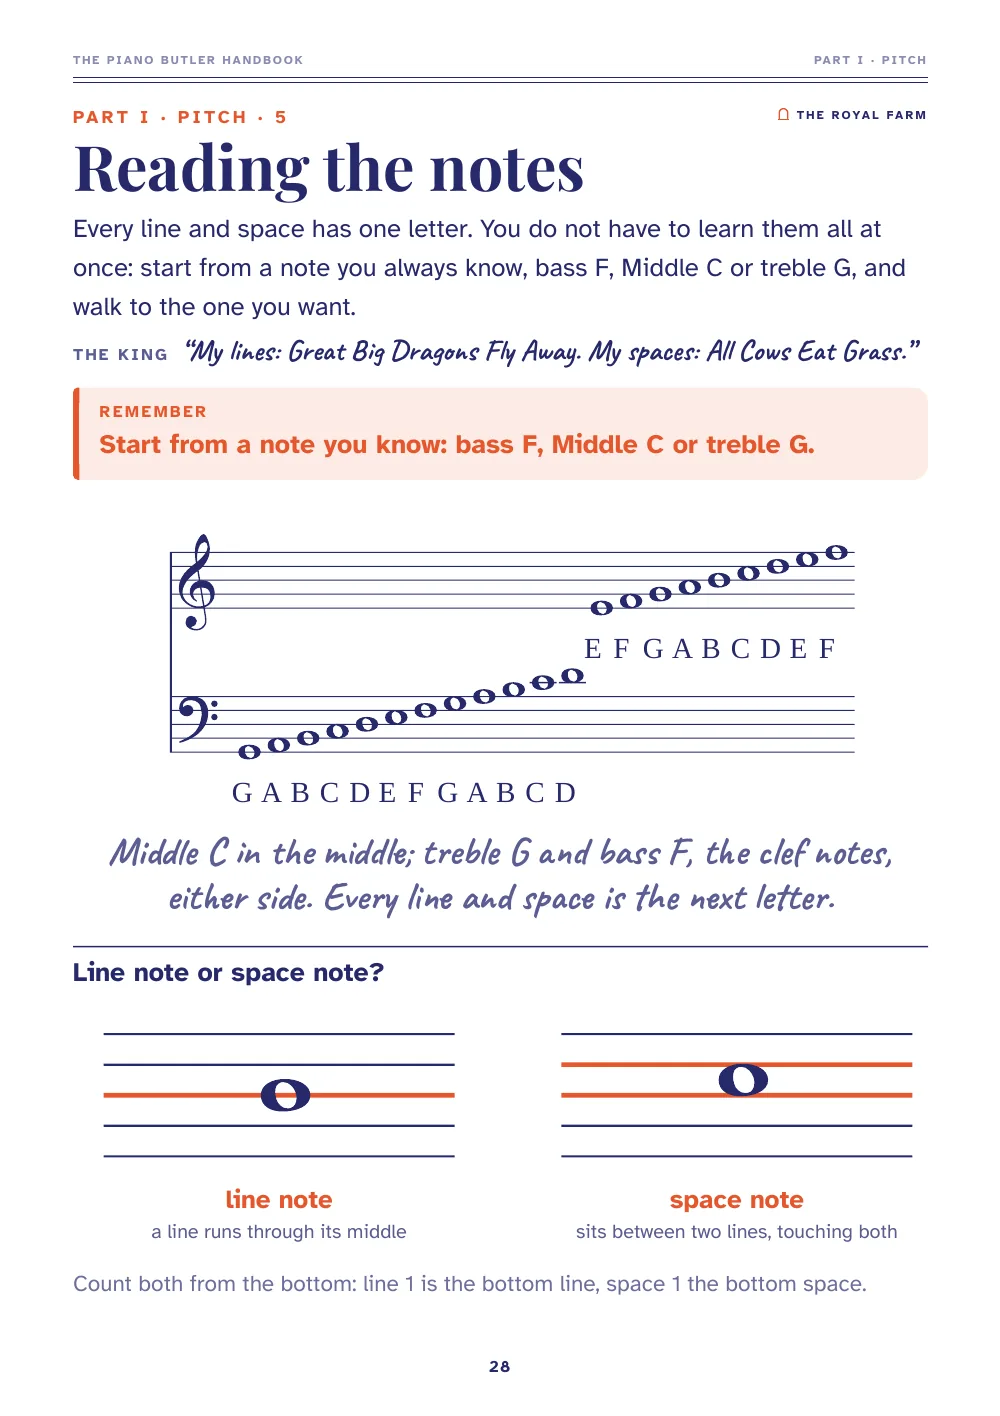 THE PIANO BUTLER HANDBOOK
PART I · PITCH
PART I · PITCH · 5
THE ROYAL FARM
Reading the notes
Every line and space has one letter. You do not have to learn them all at
once: start from a note you always know, bass F, Middle C or treble G, and
walk to the one you want.
THE KING “My lines: Great Big Dragons Fly Away. My spaces: All Cows Eat Grass.”
REMEMBER
Start from a note you know: bass F, Middle C or treble G.
E F G A B C D E F
G A B C D E F G A B C D
Middle C in the middle; treble G and bass F, the clef notes,
either side. Every line and space is the next letter.
Line note or space note?
line note
a line runs through its middle
space note
sits between two lines, touching both
Count both from the bottom: line 1 is the bottom line, space 1 the bottom space.
28